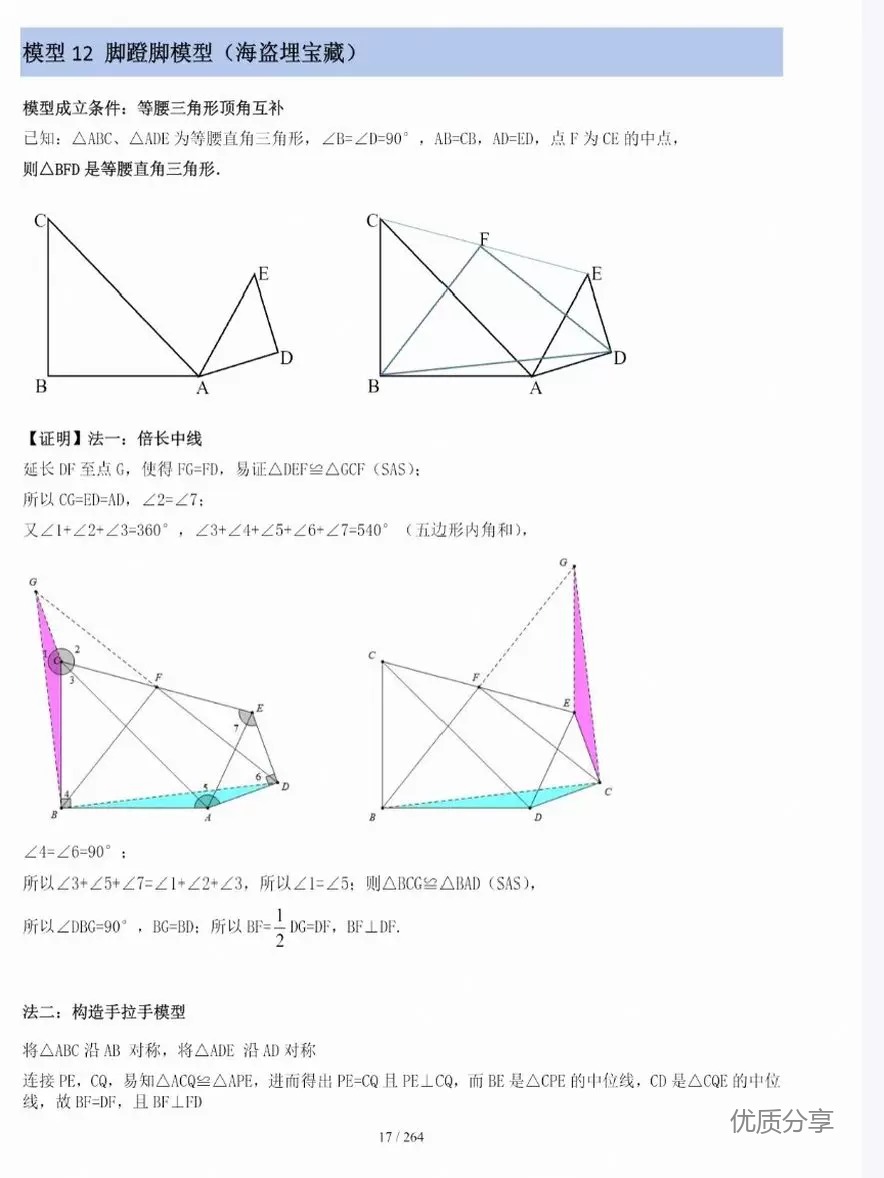 模型 12 脚蹬脚模型（海盗埋宝藏）
模型成立条件：等腰三角形顶角互补
已知：△ABC、△ADE 为等腰直角三角形，∠B=∠D=90°，AB=CB，AD=ED，点 F 为 CE 的中点，
则△BFD 是等腰直角三角形.
C
E
D
B
A
C
F
E
D
B
A
【证明】法一：倍长中线
延长 DF 至点 G，使得 FG=FD，易证△DEF≌△GCF（SAS）；
所以 CG=ED=AD，∠2=∠7；
又∠1+∠2+∠3=360°，∠3+∠4+∠5+∠6+∠7=540°（五边形内角和），
G
1
C
2
3
F
E
7
6
D
5
4
B
A
G
C
F
E
C
B
D
∠4=∠6=90°；
所以∠3+∠5+∠7=∠1+∠2+∠3，所以∠1=∠5；则△BCG≌△BAD（SAS），
所以∠DBG=90°，BG=BD；所以 BF=1/2 DG=DF，BF⊥DF.
法二：构造手拉手模型
将△ABC 沿 AB 对称，将△ADE 沿 AD 对称
连接 PE，CQ，易知△ACQ≌△APE，进而得出 PE=CQ 且 PE⊥CQ，而 BE 是△CPE 的中位线，CD 是△CQE 的中位
线，故 BF=DF，且 BF⊥FD
优质分享
17 / 264